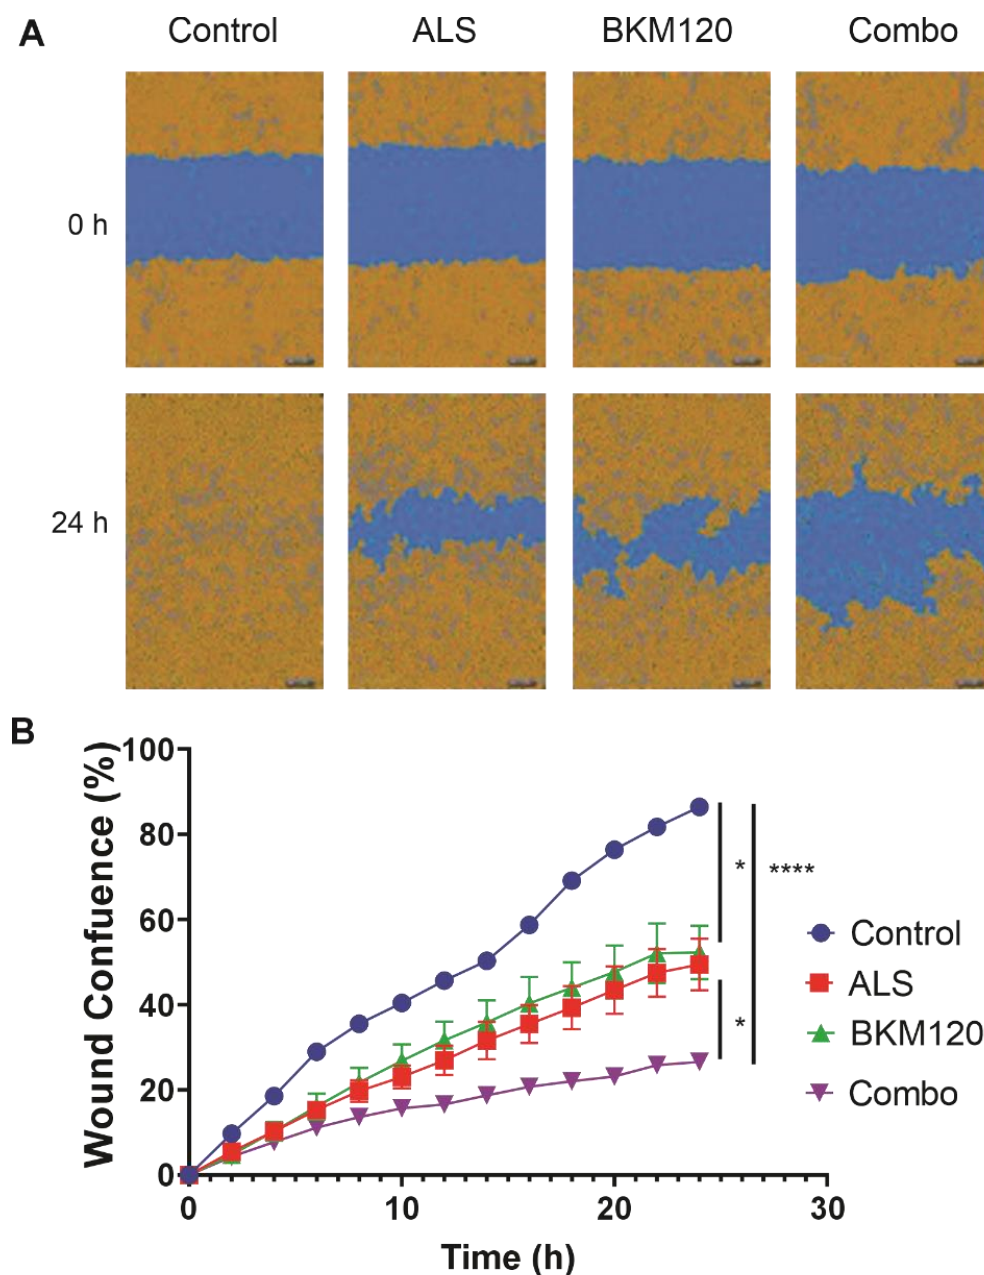 A
Control ALS BKM120 Combo
0 h
24 h
B
Wound Confuence (%)
100
80
60
40
20
0
0 10 20 30
Time (h)
*
****
*
Control
ALS
BKM120
Combo